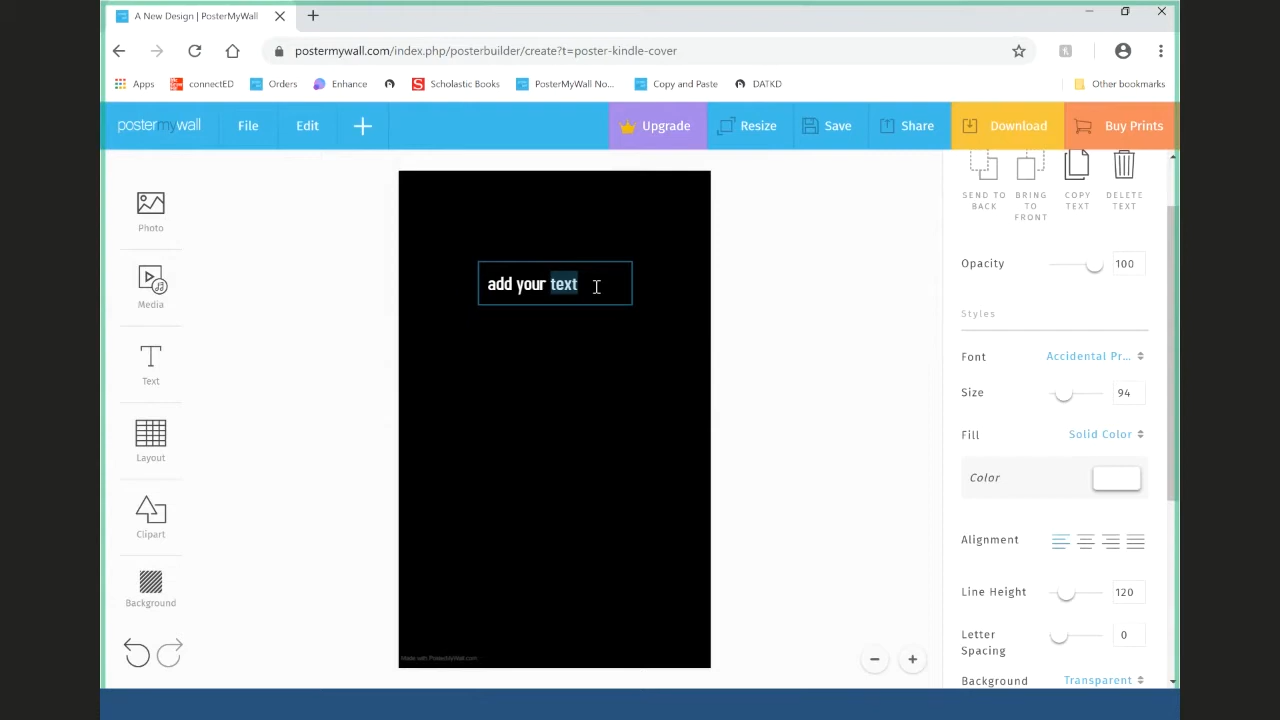 A New Design | PosterMyWall
postermywall.com/index.php/posterbuilder/create?t=poster-kindle-cover
Apps connectED Orders Enhance Scholastic Books PosterMyWall No... Copy and Paste DATKD Other bookmarks
postermywall File Edit Upgrade Resize Save Share Download Buy Prints
Photo
Media
Text
Layout
Clipart
Background
add your text
Made with PosterMyWall.com
SEND TO BACK
BRING TO FRONT
COPY TEXT
DELETE TEXT
Opacity 100
Styles
Font Accidental Pr...
Size 94
Fill Solid Color
Color
Alignment
Line Height 120
Letter Spacing 0
Background Transparent